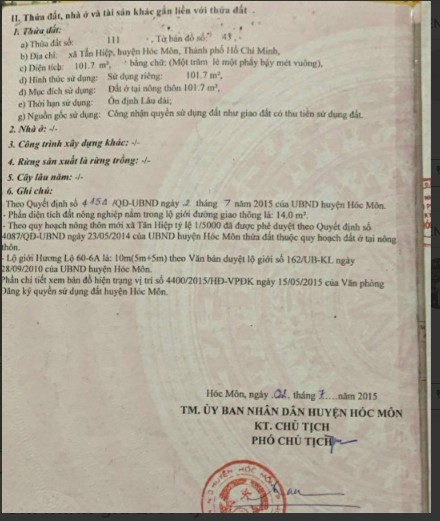 II. Thửa đất, nhà ở và tài sản khác gắn liền với thửa đất
1. Thửa đất:
a) Thửa đất số: 111 , Tờ bản đồ số: 43 .
b) Địa chỉ: xã Tân Hiệp, huyện Hóc Môn, Thành phố Hồ Chí Minh,
c) Diện tích: 101.7 m², bằng chữ: (Một trăm lẻ một phẩy bảy mét vuông),
d) Hình thức sử dụng: Sử dụng riêng: 101.7 m²,
đ) Mục đích sử dụng: Đất ở tại nông thôn 101.7 m²,
e) Thời hạn sử dụng: Ổn định Lâu dài;
g) Nguồn gốc sử dụng: Công nhận quyền sử dụng đất như giao đất có thu tiền sử dụng đất.
2. Nhà ở: -/-
3. Công trình xây dựng khác: -/-
4. Rừng sản xuất là rừng trồng: -/-
5. Cây lâu năm: -/-
6. Ghi chú:
-Theo Quyết định số /QĐ-UBND ngày 2 tháng 7 năm 2015 của UBND huyện Hóc Môn.
- Phần diện tích đất nông nghiệp nằm trong lộ giới đường giao thông là: 14.0 m².
- Theo quy hoạch nông thôn mới xã Tân Hiệp tỷ lệ 1/5000 đã được phê duyệt theo Quyết định số
4087/QĐ-UBND ngày 23/05/2014 của UBND huyện Hóc Môn thửa đất thuộc quy hoạch đất ở tại nông
thôn.
- Lộ giới Hương Lộ 60-6A là: 10m(5m+5m) theo Văn bản duyệt lộ giới số 162/UB-KL ngày
28/09/2010 của UBND huyện Hóc Môn.
Phần chi tiết xem bản đồ hiện trạng vị trí số 4400/2015/HĐ-VPĐK ngày 15/05/2015 của Văn phòng
Đăng ký quyền sử dụng đất huyện Hóc Môn.
Hóc Môn, ngày 02. tháng 7....năm 2015
TM. ỦY BAN NHÂN DÂN HUYỆN HÓC MÔN
KT. CHỦ TỊCH
PHÓ CHỦ TỊCH
HUYỆN HÓC MÔN